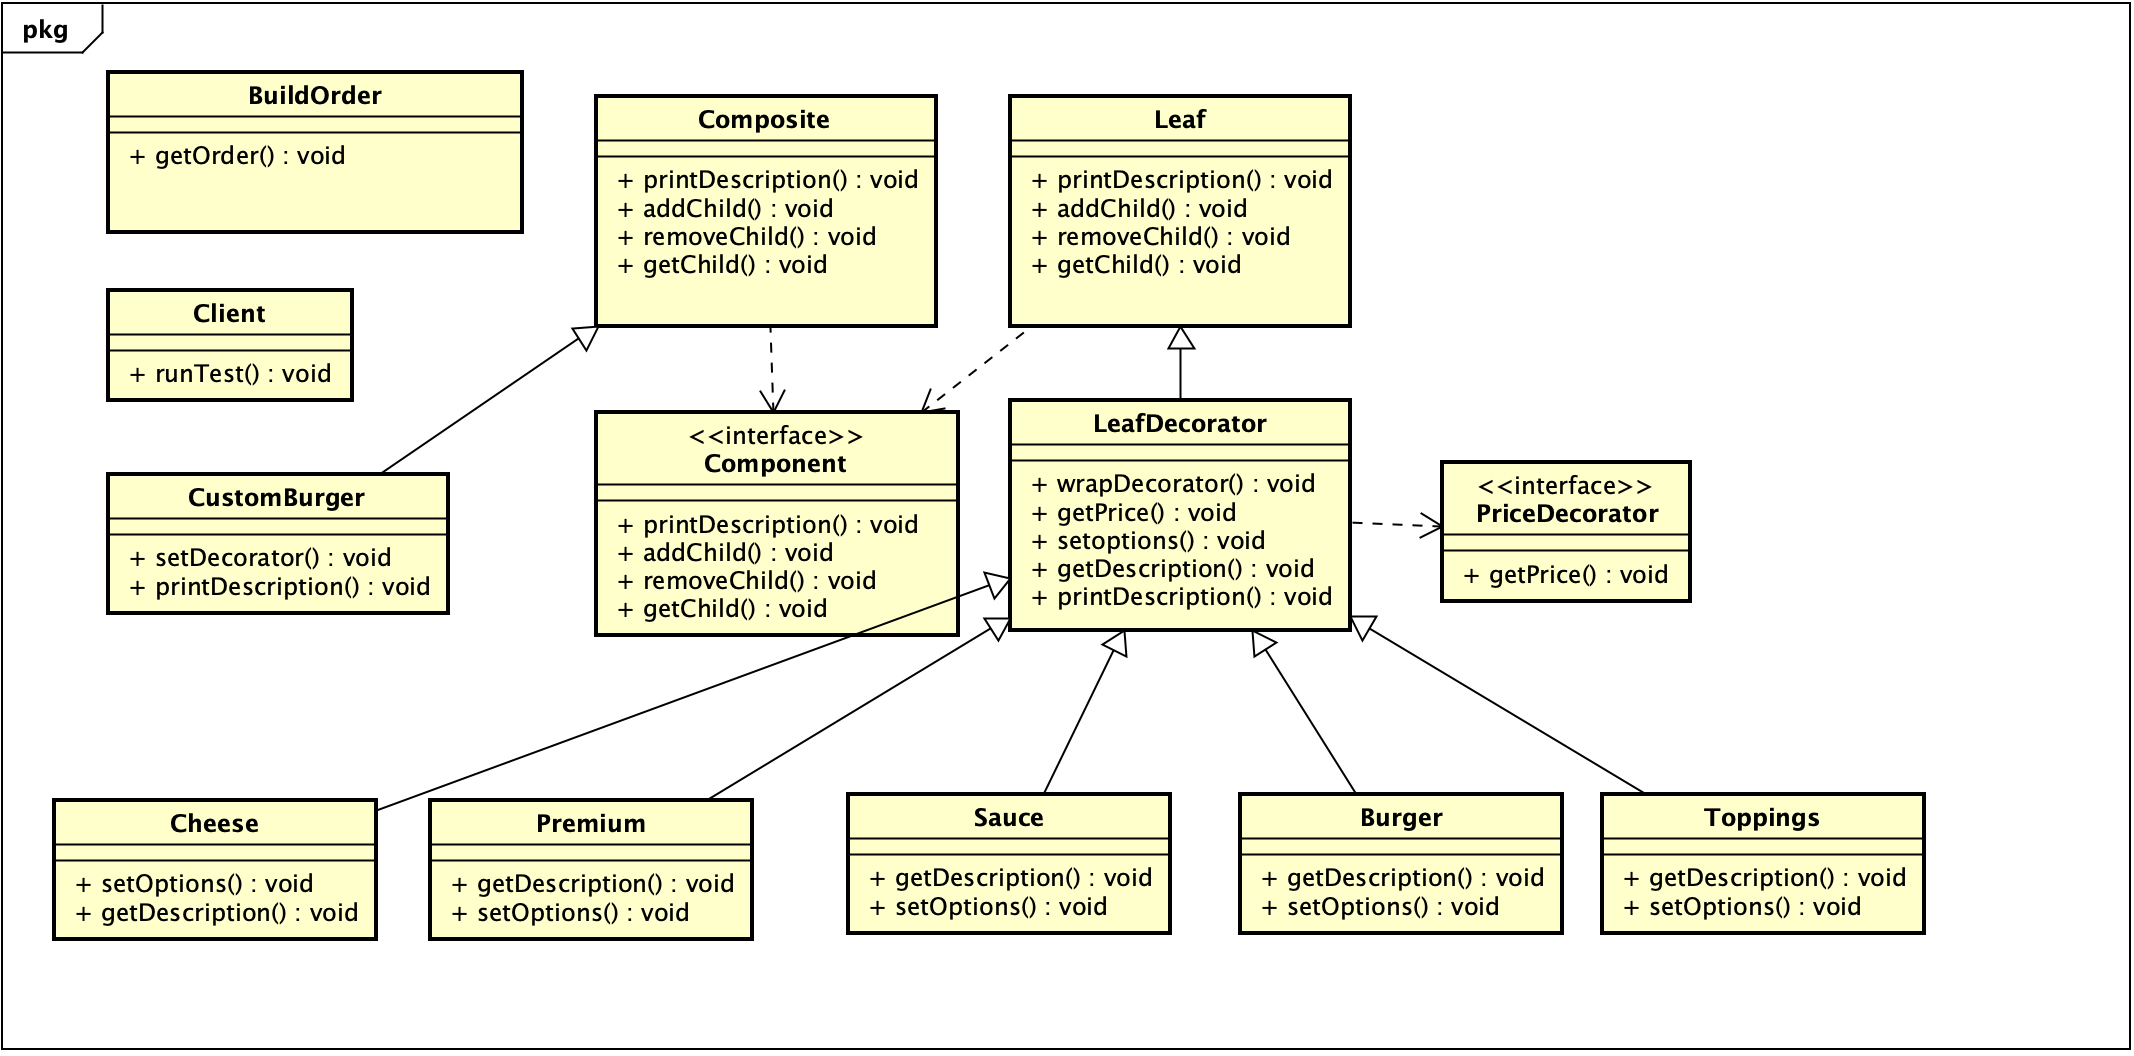 pkg
BuildOrder
+ getOrder() : void
Composite
+ printDescription() : void
+ addChild() : void
+ removeChild() : void
+ getChild() : void
Leaf
+ printDescription() : void
+ addChild() : void
+ removeChild() : void
+ getChild() : void
Client
+ runTest() : void
CustomBurger
+ setDecorator() : void
+ printDescription() : void
<<interface>>
Component
+ printDescription() : void
+ addChild() : void
+ removeChild() : void
+ getChild() : void
LeafDecorator
+ wrapDecorator() : void
+ getPrice() : void
+ setoptions() : void
+ getDescription() : void
+ printDescription() : void
<<interface>>
PriceDecorator
+ getPrice() : void
Cheese
+ setOptions() : void
+ getDescription() : void
Premium
+ getDescription() : void
+ setOptions() : void
Sauce
+ getDescription() : void
+ setOptions() : void
Burger
+ getDescription() : void
+ setOptions() : void
Toppings
+ getDescription() : void
+ setOptions() : void